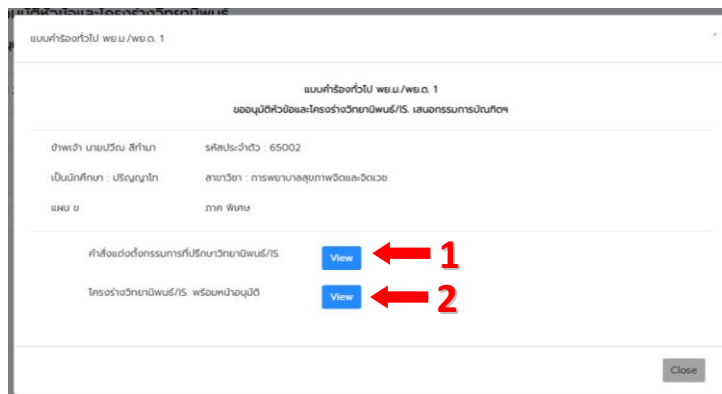 แบบคำร้องทั่วไป พย.ม./พย.ด. 1
แบบคำร้องทั่วไป พย.ม./พย.ด. 1
ขออนุมัติหัวข้อและโครงร่างวิทยานิพนธ์/IS. เสนอกรรมการบัณฑิตฯ
ข้าพเจ้า นายปวีณ สีทำมา รหัสประจำตัว : 65002
เป็นนักศึกษา : ปริญญาโท สาขาวิชา : การพยาบาลสุขภาพจิตและจิตเวช
แผน ข ภาค พิเศษ
คำสั่งแต่งตั้งกรรมการที่ปรึกษาวิทยานิพนธ์/IS. View 1
โครงร่างวิทยานิพนธ์/IS. พร้อมหน้าอนุมัติ View 2
Close